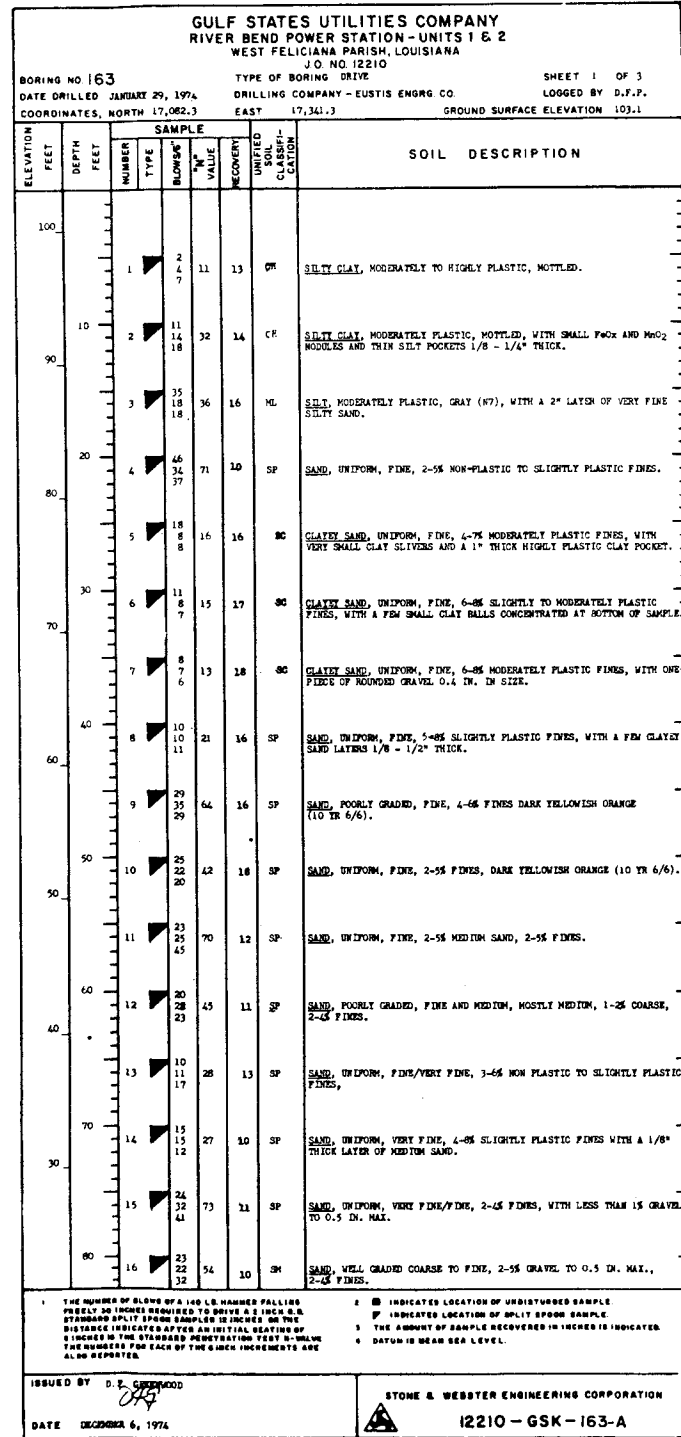 GULF STATES UTILITIES COMPANY
RIVER BEND POWER STATION - UNITS 1 & 2
WEST FELICIANA PARISH, LOUISIANA
J.O. NO. 12210
BORING NO. 163 TYPE OF BORING DRIVE SHEET 1 OF 3
DATE DRILLED JANUARY 29, 1974 DRILLING COMPANY - EUSTIS ENGRG. CO. LOGGED BY D.F.P.
COORDINATES, NORTH 17,082.3 EAST 17,341.3 GROUND SURFACE ELEVATION 103.1
ELEVATION FEET DEPTH FEET SAMPLE NUMBER TYPE BLOWS/6" "N" VALUE RECOVERY UNIFIED SOIL CLASSIFI-CATION SOIL DESCRIPTION
100
1 2 4 7 11 13 CH SILTY CLAY, MODERATELY TO HIGHLY PLASTIC, MOTTLED.
10
2 11 14 18 32 14 SILTY CLAY, MODERATELY PLASTIC, MOTTLED, WITH SMALL FeOx AND MnO2
NODULES AND THIN SILT POCKETS 1/8 - 1/4" THICK.
90
3 35 18 18 36 16 ML SILT, MODERATELY PLASTIC, GRAY (N7), WITH A 2" LAYER OF VERY FINE
SILTY SAND.
20
4 46 34 37 71 10 SP SAND, UNIFORM, FINE, 2-5% NON-PLASTIC TO SLIGHTLY PLASTIC FINES.
80
5 18 8 8 16 16 SC CLAYEY SAND, UNIFORM, FINE, 4-7% MODERATELY PLASTIC FINES, WITH
VERY SMALL CLAY SLIVERS AND A 1" THICK HIGHLY PLASTIC CLAY POCKET.
30
6 11 8 7 15 17 SC CLAYEY SAND, UNIFORM, FINE, 6-8% SLIGHTLY TO MODERATELY PLASTIC
FINES, WITH A FEW SMALL CLAY BALLS CONCENTRATED AT BOTTOM OF SAMPLE.
70
7 8 7 6 13 18 SC CLAYEY SAND, UNIFORM, FINE, 6-8% MODERATELY PLASTIC FINES, WITH ONE
PIECE OF ROUNDED GRAVEL 0.4 IN. IN SIZE.
40
8 10 10 11 21 16 SP SAND, UNIFORM, FINE, 5-8% SLIGHTLY PLASTIC FINES, WITH A FEW CLAYEY
SAND LAYERS 1/8 - 1/2" THICK.
60
9 29 35 29 64 16 SP SAND, POORLY GRADED, FINE, 4-6% FINES DARK YELLOWISH ORANGE
(10 YR 6/6).
50
10 25 22 20 42 18 SP SAND, UNIFORM, FINE, 2-5% FINES, DARK YELLOWISH ORANGE (10 YR 6/6).
50
11 23 25 45 70 12 SP SAND, UNIFORM, FINE, 2-5% MEDIUM SAND, 2-5% FINES.
60
12 20 23 45 11 SP SAND, POORLY GRADED, FINE AND MEDIUM, MOSTLY MEDIUM, 1-2% COARSE,
2-4% FINES.
40
13 10 11 17 28 13 SP SAND, UNIFORM, FINE/VERY FINE, 3-6% NON PLASTIC TO SLIGHTLY PLASTIC
FINES,
70
14 15 15 12 27 10 SP SAND, UNIFORM, VERY FINE, 4-8% SLIGHTLY PLASTIC FINES WITH A 1/8"
THICK LAYER OF MEDIUM SAND.
30
15 24 32 41 73 11 SP SAND, UNIFORM, VERY FINE/FINE, 2-4% FINES, WITH LESS THAN 1% GRAVEL
TO 0.5 IN. MAX.
80
16 23 22 32 54 10 SM SAND, WELL GRADED COARSE TO FINE, 2-5% GRAVEL TO 0.5 IN. MAX.,
2-4% FINES.
1 THE NUMBER OF BLOWS OF A 140 LB. HAMMER FALLING
FREELY 30 INCHES REQUIRED TO DRIVE A 2 INCH O.D.
STANDARD SPLIT SPOON SAMPLER 12 INCHES OR THE
DISTANCE INDICATED AFTER AN INITIAL SEATING OF
6 INCHES IS THE STANDARD PENETRATION TEST N-VALUE
THE NUMBERS FOR EACH OF THE 6 INCH INCREMENTS ARE
ALSO REPORTED.
2 INDICATES LOCATION OF UNDISTURBED SAMPLE.
INDICATES LOCATION OF SPLIT SPOON SAMPLE.
3 THE AMOUNT OF SAMPLE RECOVERED IN INCHES IS INDICATED.
4 DATUM IS MEAN SEA LEVEL.
ISSUED BY
DATE DECEMBER 6, 1974
STONE & WEBSTER ENGINEERING CORPORATION
12210 - GSK - 163-A